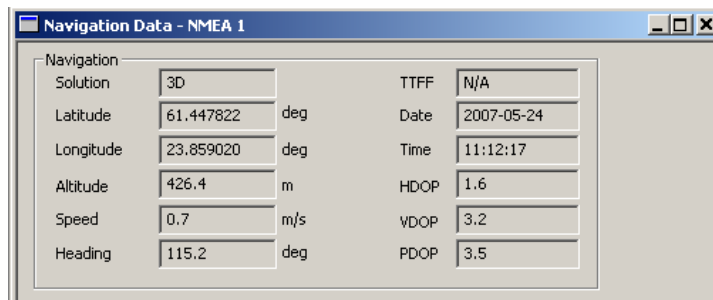 Navigation Data - NMEA 1
Navigation
Solution 3D TTFF N/A
Latitude 61.447822 deg Date 2007-05-24
Longitude 23.859020 deg Time 11:12:17
Altitude 426.4 m HDOP 1.6
Speed 0.7 m/s VDOP 3.2
Heading 115.2 deg PDOP 3.5